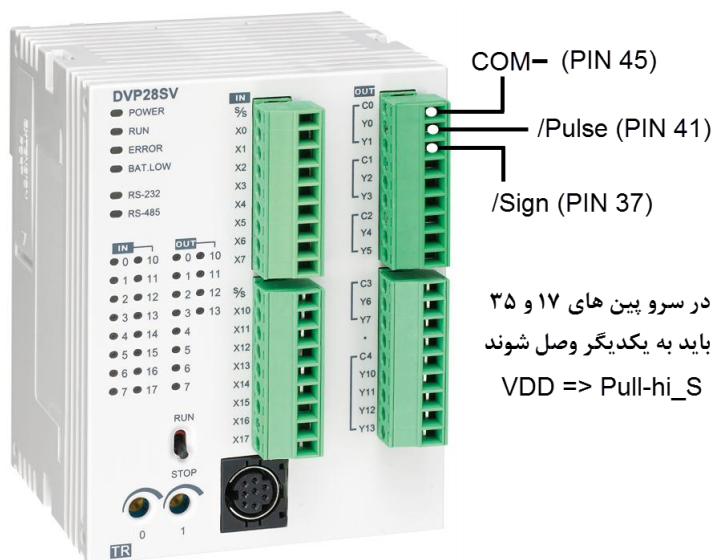 DVP28SV
POWER
RUN
ERROR
BAT.LOW
RS-232
RS-485
IN
OUT
0 10 0 10
1 11 1 11
2 12 2 12
3 13 3 13
4 14 4
5 15 5
6 16 6
7 17 7
RUN
STOP
0
1
TR
IN
S/S
X0
X1
X2
X3
X4
X5
X6
X7
S/S
X10
X11
X12
X13
X14
X15
X16
X17
OUT
C0
Y0
Y1
C1
Y2
Y3
C2
Y4
Y5
C3
Y6
Y7
C4
Y10
Y11
Y12
Y13
COM- (PIN 45)
/Pulse (PIN 41)
/Sign (PIN 37)
در سرو پین های ۱۷ و ۳۵
باید به یکدیگر وصل شوند
VDD => Pull-hi_S